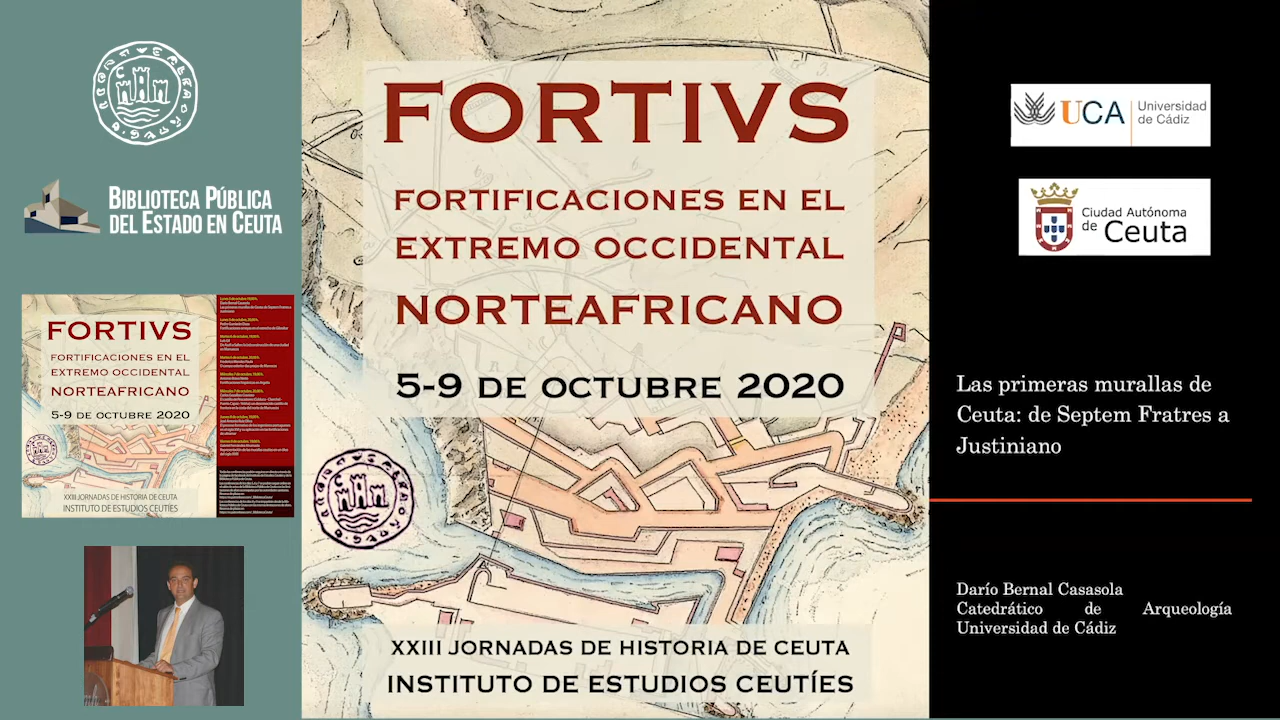 BIBLIOTECA PÚBLICA
DEL ESTADO EN CEUTA
FORTIVS
FORTIFICACIONES EN EL
EXTREMO OCCIDENTAL
NORTEAFRICANO
5-9 DE OCTUBRE 2020
XXIII JORNADAS DE HISTORIA DE CEUTA
INSTITUTO DE ESTUDIOS CEUTÍES
FORTIVS
FORTIFICACIONES EN EL
EXTREMO OCCIDENTAL
NORTEAFRICANO
5-9 DE OCTUBRE 2020
XXIII JORNADAS DE HISTORIA DE CEUTA
INSTITUTO DE ESTUDIOS CEUTÍES
UCA
Universidad
de Cádiz
Ciudad Autónoma
de Ceuta
Las primeras murallas de
Ceuta: de Septem Fratres a
Justiniano
Darío Bernal Casasola
Catedrático de Arqueología
Universidad de Cádiz